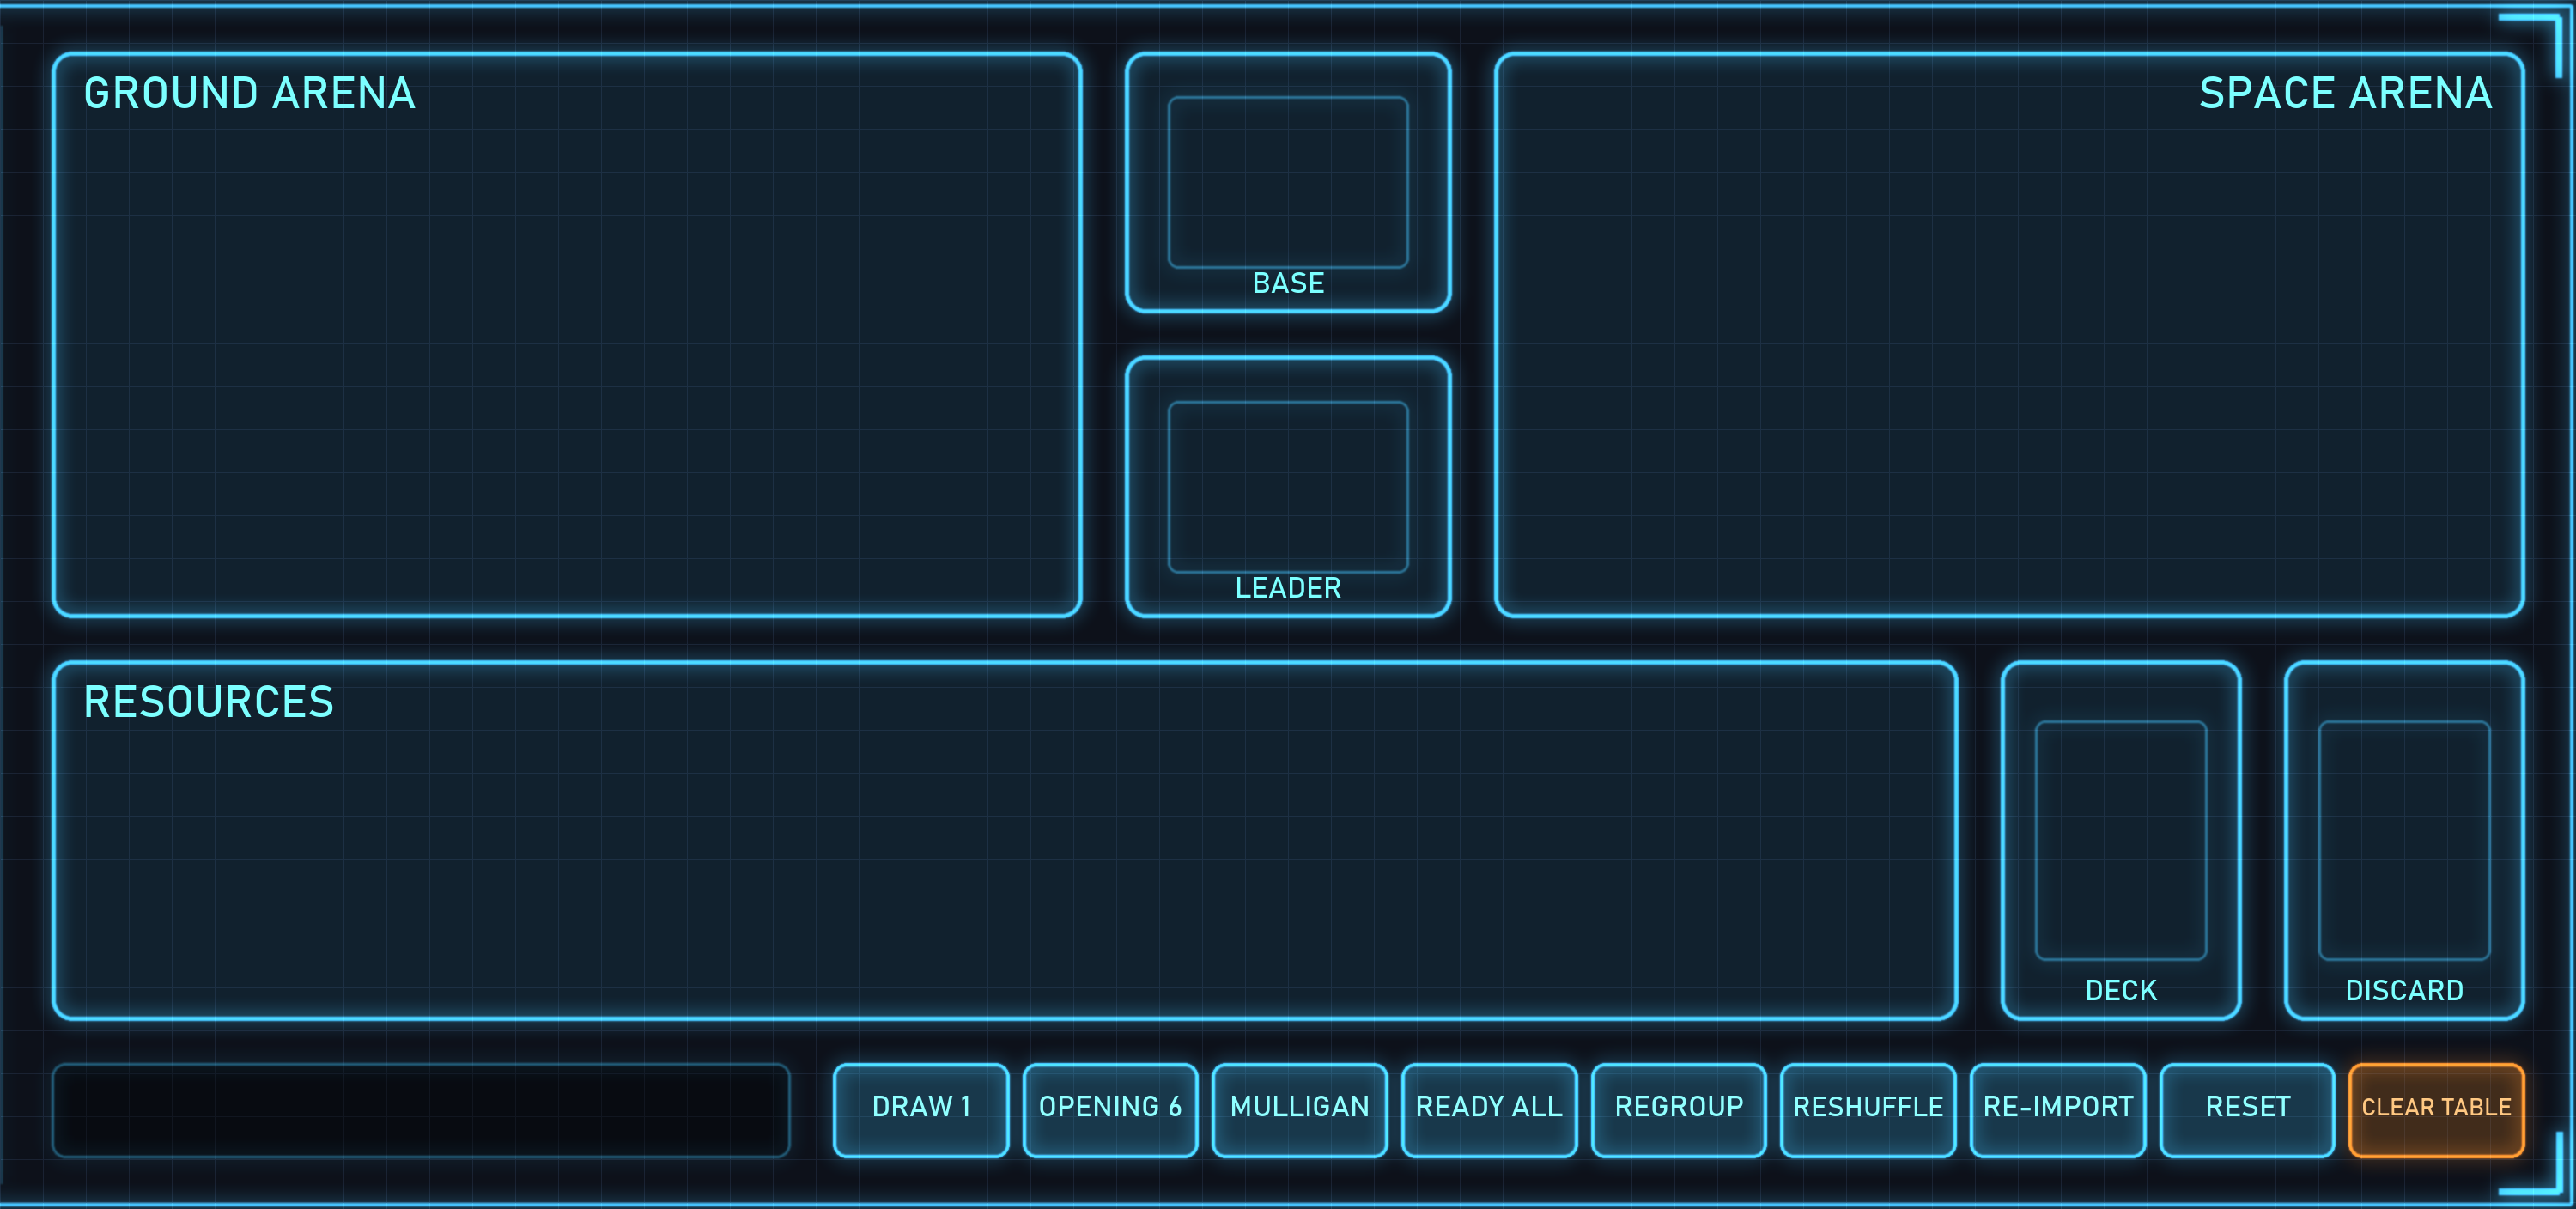 GROUND ARENA
BASE
SPACE ARENA
LEADER
RESOURCES
DECK
DISCARD
DRAW 1
OPENING 6
MULLIGAN
READY ALL
REGROUP
RESHUFFLE
RE-IMPORT
RESET
CLEAR TABLE